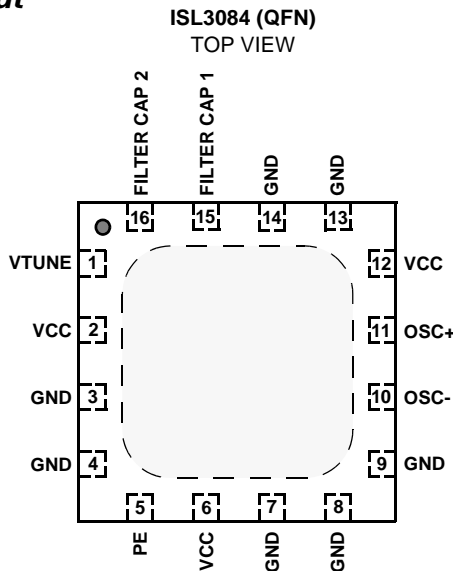 ISL3084 (QFN)
TOP VIEW
FILTER CAP 2
FILTER CAP 1
GND
GND
16
15
14
13
VTUNE 1
12 VCC
VCC 2
11 OSC+
GND 3
10 OSC-
GND 4
9 GND
5
6
7
8
PE
VCC
GND
GND